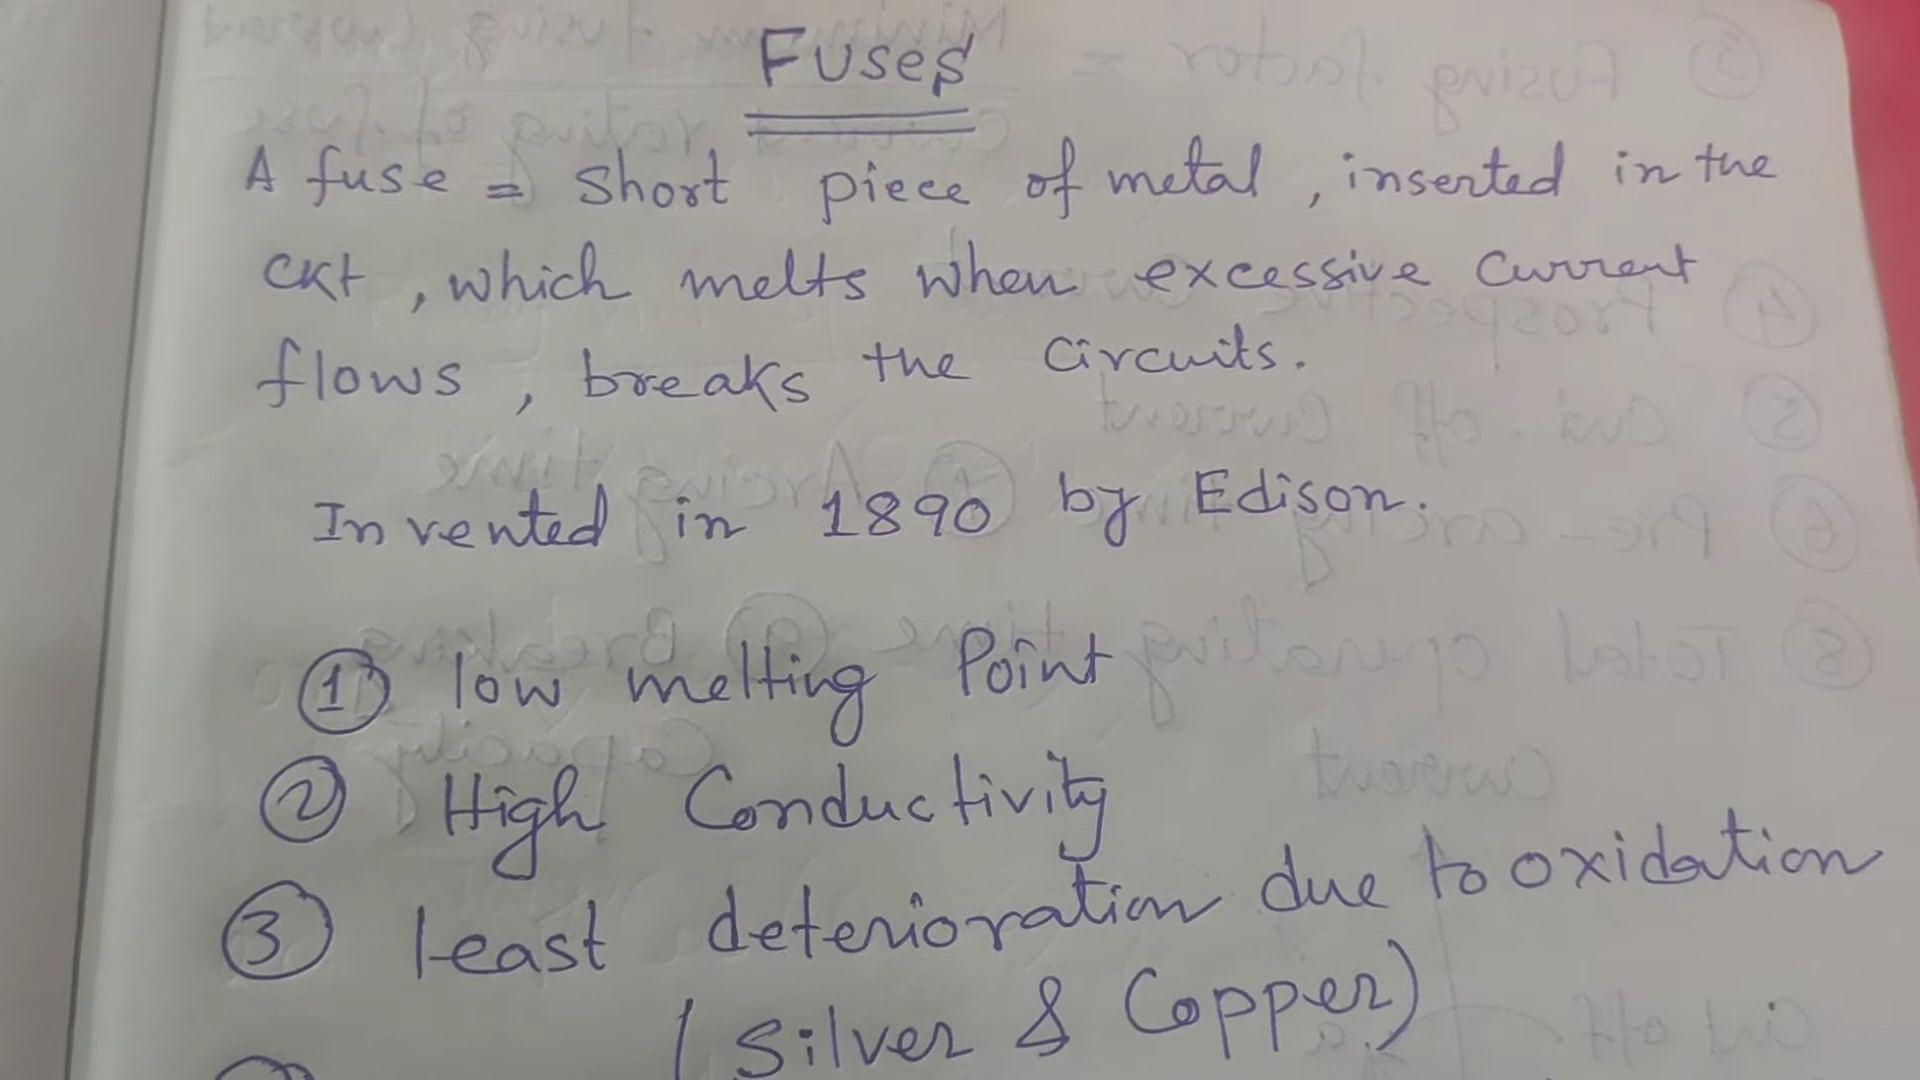 Fuses
A fuse = Short piece of metal, inserted in the
ckt, which melts when excessive current
flows, breaks the Circuits.
Invented in 1890 by Edison.
① low melting Point
② High Conductivity
③ least deterioration due to oxidation
(Silver & Copper)